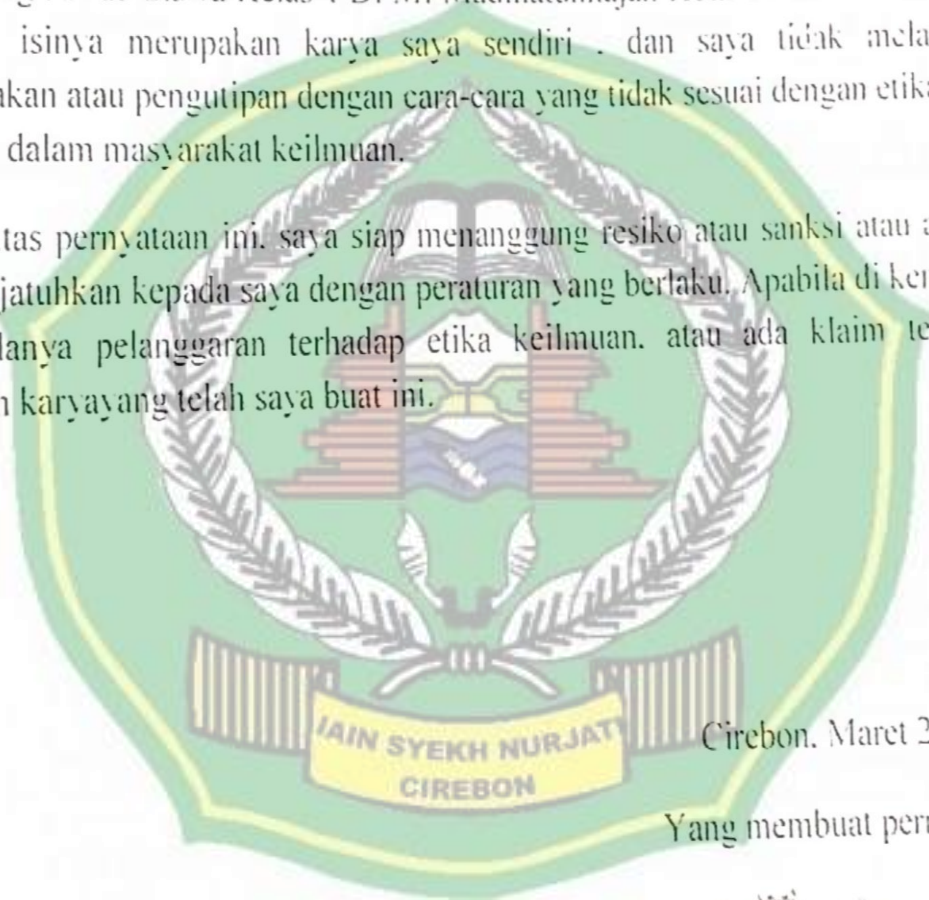 isinya merupakan karya saya sendiri . dan saya tidak mela
akan atau pengutipan dengan cara-cara yang tidak sesuai dengan etika
dalam masyarakat keilmuan.
tas pernyataan ini. saya siap menanggung resiko atau sanksi atau a
jatuhkan kepada saya dengan peraturan yang berlaku. Apabila di ker
lanya pelanggaran terhadap etika keilmuan. atau ada klaim te
n karyayang telah saya buat ini.
IAIN SYEKH NURJATI
CIREBON
Cirebon. Maret 2
Yang membuat pern